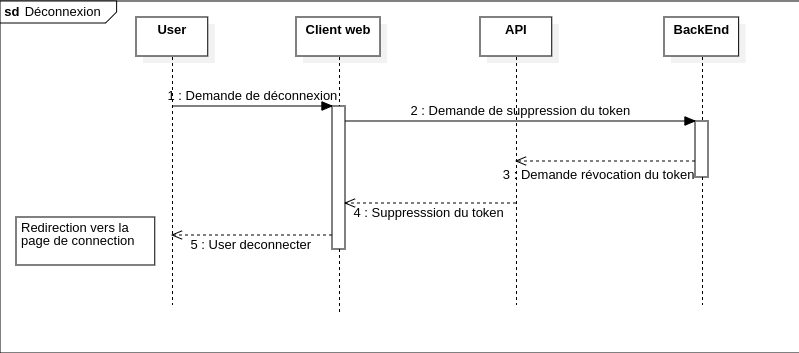 sd Déconnexion
User
Client web
API
BackEnd
1 : Demande de déconnexion
2 : Demande de suppression du token
3 : Demande révocation du token
4 : Suppresssion du token
Redirection vers la
page de connection
5 : User deconnecter